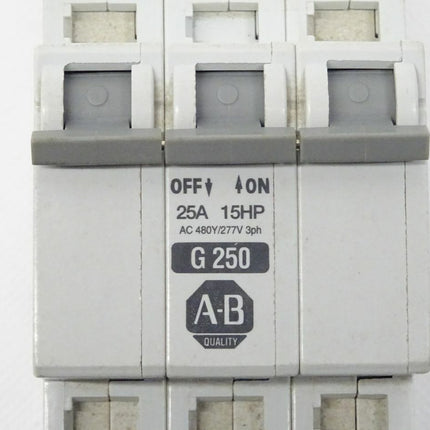 OFF↓ ↑ON
25A 15HP
AC 480Y/277V 3ph
G 250
A-B
QUALITY